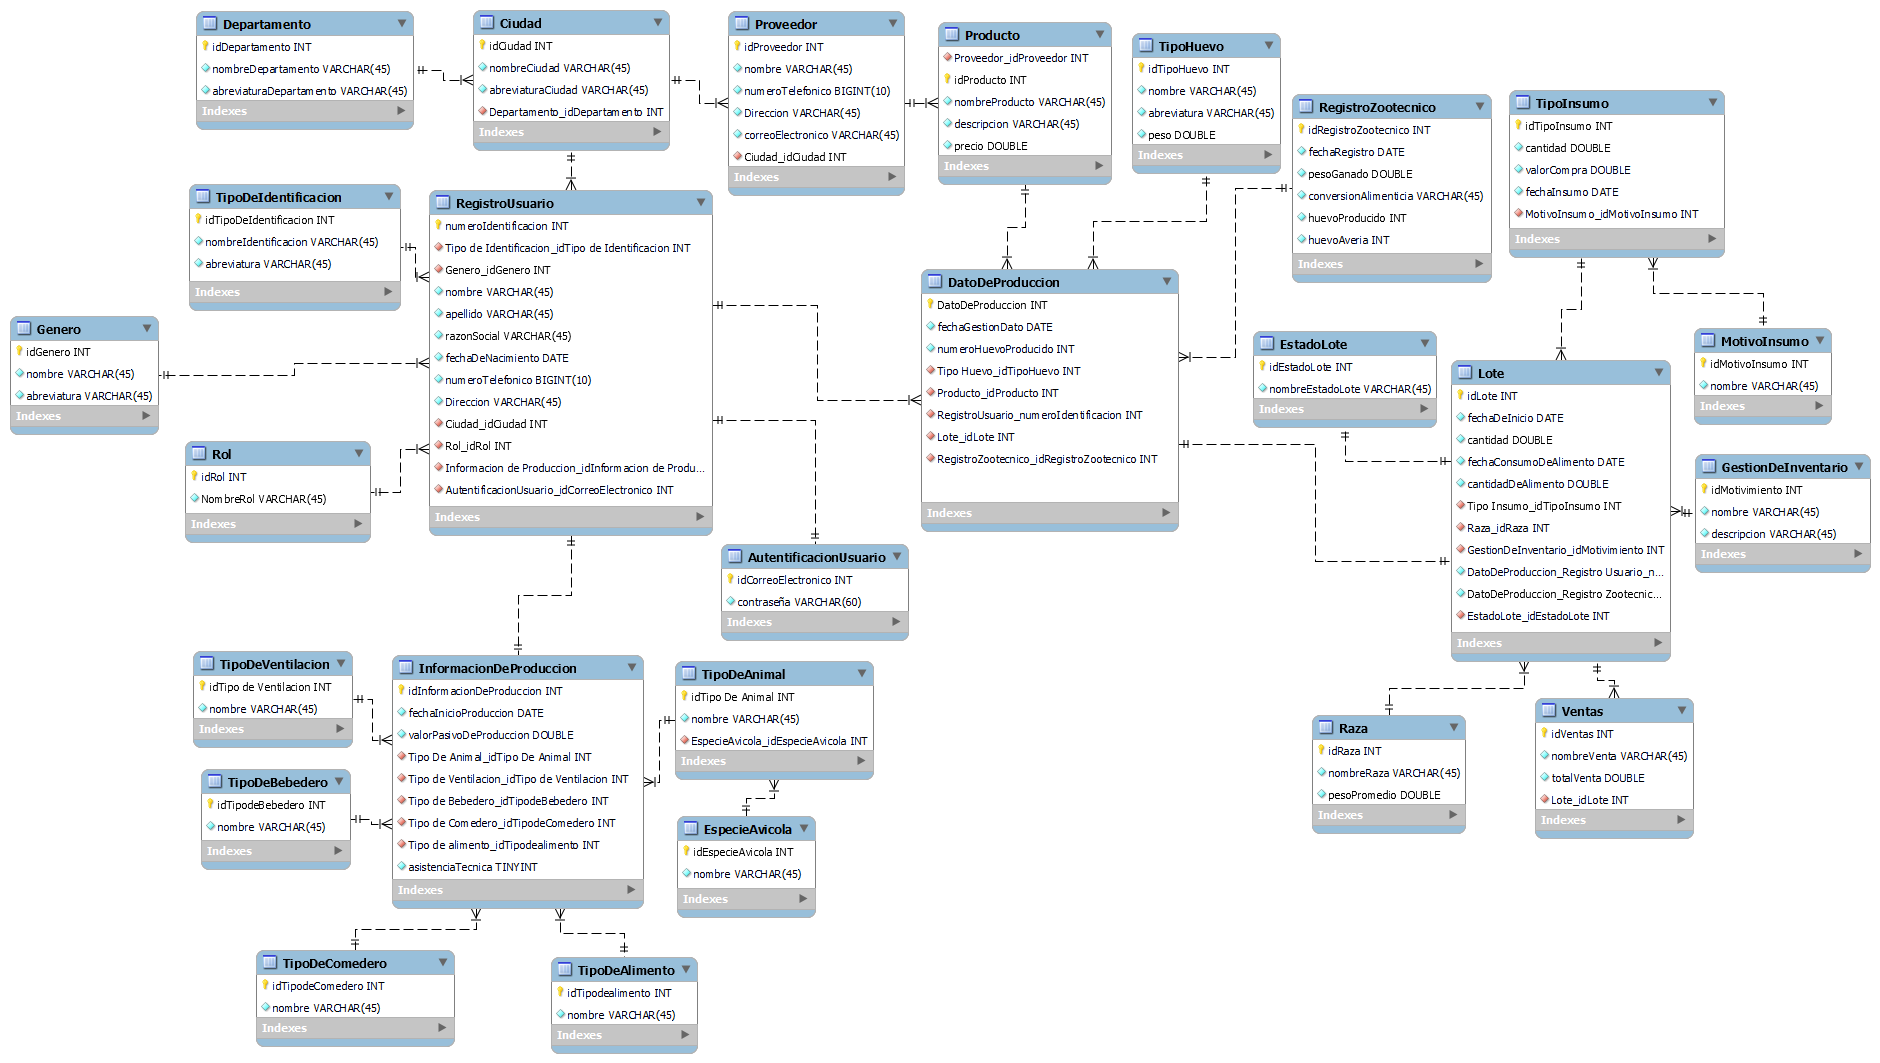 Departamento
idDepartamento INT
nombreDepartamento VARCHAR(45)
abreviaturaDepartamento VARCHAR(45)
Indexes
Ciudad
idCiudad INT
nombreCiudad VARCHAR(45)
abreviaturaCiudad VARCHAR(45)
Departamento_idDepartamento INT
Indexes
Proveedor
idProveedor INT
nombre VARCHAR(45)
numeroTelefonico BIGINT(10)
Direccion VARCHAR(45)
correoElectronico VARCHAR(45)
Ciudad_idCiudad INT
Indexes
Producto
Proveedor_idProveedor INT
idProducto INT
nombreProducto VARCHAR(45)
descripcion VARCHAR(45)
precio DOUBLE
Indexes
TipoHuevo
idTipoHuevo INT
nombre VARCHAR(45)
abreviatura VARCHAR(45)
peso DOUBLE
Indexes
RegistroZootecnico
idRegistroZootecnico INT
fechaRegistro DATE
pesoGanado DOUBLE
conversionAlimenticia VARCHAR(45)
huevoProducido INT
huevoAveria INT
Indexes
TipoInsumo
idTipoInsumo INT
cantidad DOUBLE
valorCompra DOUBLE
fechaInsumo DATE
MotivoInsumo_idMotivoInsumo INT
Indexes
TipoDeIdentificacion
idTipoDeIdentificacion INT
nombreIdentificacion VARCHAR(45)
abreviatura VARCHAR(45)
Indexes
RegistroUsuario
numeroIdentificacion INT
Tipo de Identificacion_idTipo de Identificacion INT
Genero_idGenero INT
nombre VARCHAR(45)
apellido VARCHAR(45)
razonSocial VARCHAR(45)
fechaDeNacimiento DATE
numeroTelefonico BIGINT(10)
Direccion VARCHAR(45)
Ciudad_idCiudad INT
Rol_idRol INT
Informacion de Produccion_idInformacion de Produ...
AutentificacionUsuario_idCorreoElectronico INT
Indexes
DatoDeProduccion
DatoDeProduccion INT
fechaGestionDato DATE
numeroHuevoProducido INT
Tipo Huevo_idTipoHuevo INT
Producto_idProducto INT
RegistroUsuario_numeroIdentificacion INT
Lote_idLote INT
RegistroZootecnico_idRegistroZootecnico INT
Indexes
Genero
idGenero INT
nombre VARCHAR(45)
abreviatura VARCHAR(45)
Indexes
EstadoLote
idEstadoLote INT
nombreEstadoLote VARCHAR(45)
Indexes
MotivoInsumo
idMotivoInsumo INT
nombre VARCHAR(45)
Indexes
Lote
idLote INT
fechaDeInicio DATE
cantidad DOUBLE
fechaConsumoDeAlimento DATE
cantidadDeAlimento DOUBLE
Tipo Insumo_idTipoInsumo INT
Raza_idRaza INT
GestionDeInventario_idMotivimiento INT
DatoDeProduccion_Registro Usuario_n...
DatoDeProduccion_Registro Zootecnic...
EstadoLote_idEstadoLote INT
Indexes
Rol
idRol INT
NombreRol VARCHAR(45)
Indexes
GestionDeInventario
idMotivimiento INT
nombre VARCHAR(45)
descripcion VARCHAR(45)
Indexes
AutentificacionUsuario
idCorreoElectronico INT
contraseña VARCHAR(60)
Indexes
TipoDeVentilacion
idTipo de Ventilacion INT
nombre VARCHAR(45)
Indexes
InformacionDeProduccion
idInformacionDeProduccion INT
fechaInicioProduccion DATE
valorPasivoDeProduccion DOUBLE
Tipo De Animal_idTipo De Animal INT
Tipo de Ventilacion_idTipo de Ventilacion INT
Tipo de Bebedero_idTipodeBebedero INT
Tipo de Comedero_idTipodeComedero INT
Tipo de alimento_idTipodealimento INT
asistenciaTecnica TINYINT
Indexes
TipoDeAnimal
idTipo De Animal INT
nombre VARCHAR(45)
EspecieAvicola_idEspecieAvicola INT
Indexes
TipoDeBebedero
idTipodeBebedero INT
nombre VARCHAR(45)
Indexes
EspecieAvicola
idEspecieAvicola INT
nombre VARCHAR(45)
Indexes
Raza
idRaza INT
nombreRaza VARCHAR(45)
pesoPromedio DOUBLE
Indexes
Ventas
idVentas INT
nombreVenta VARCHAR(45)
totalVenta DOUBLE
Lote_idLote INT
Indexes
TipoDeComedero
idTipodeComedero INT
nombre VARCHAR(45)
Indexes
TipoDeAlimento
idTipodealimento INT
nombre VARCHAR(45)
Indexes